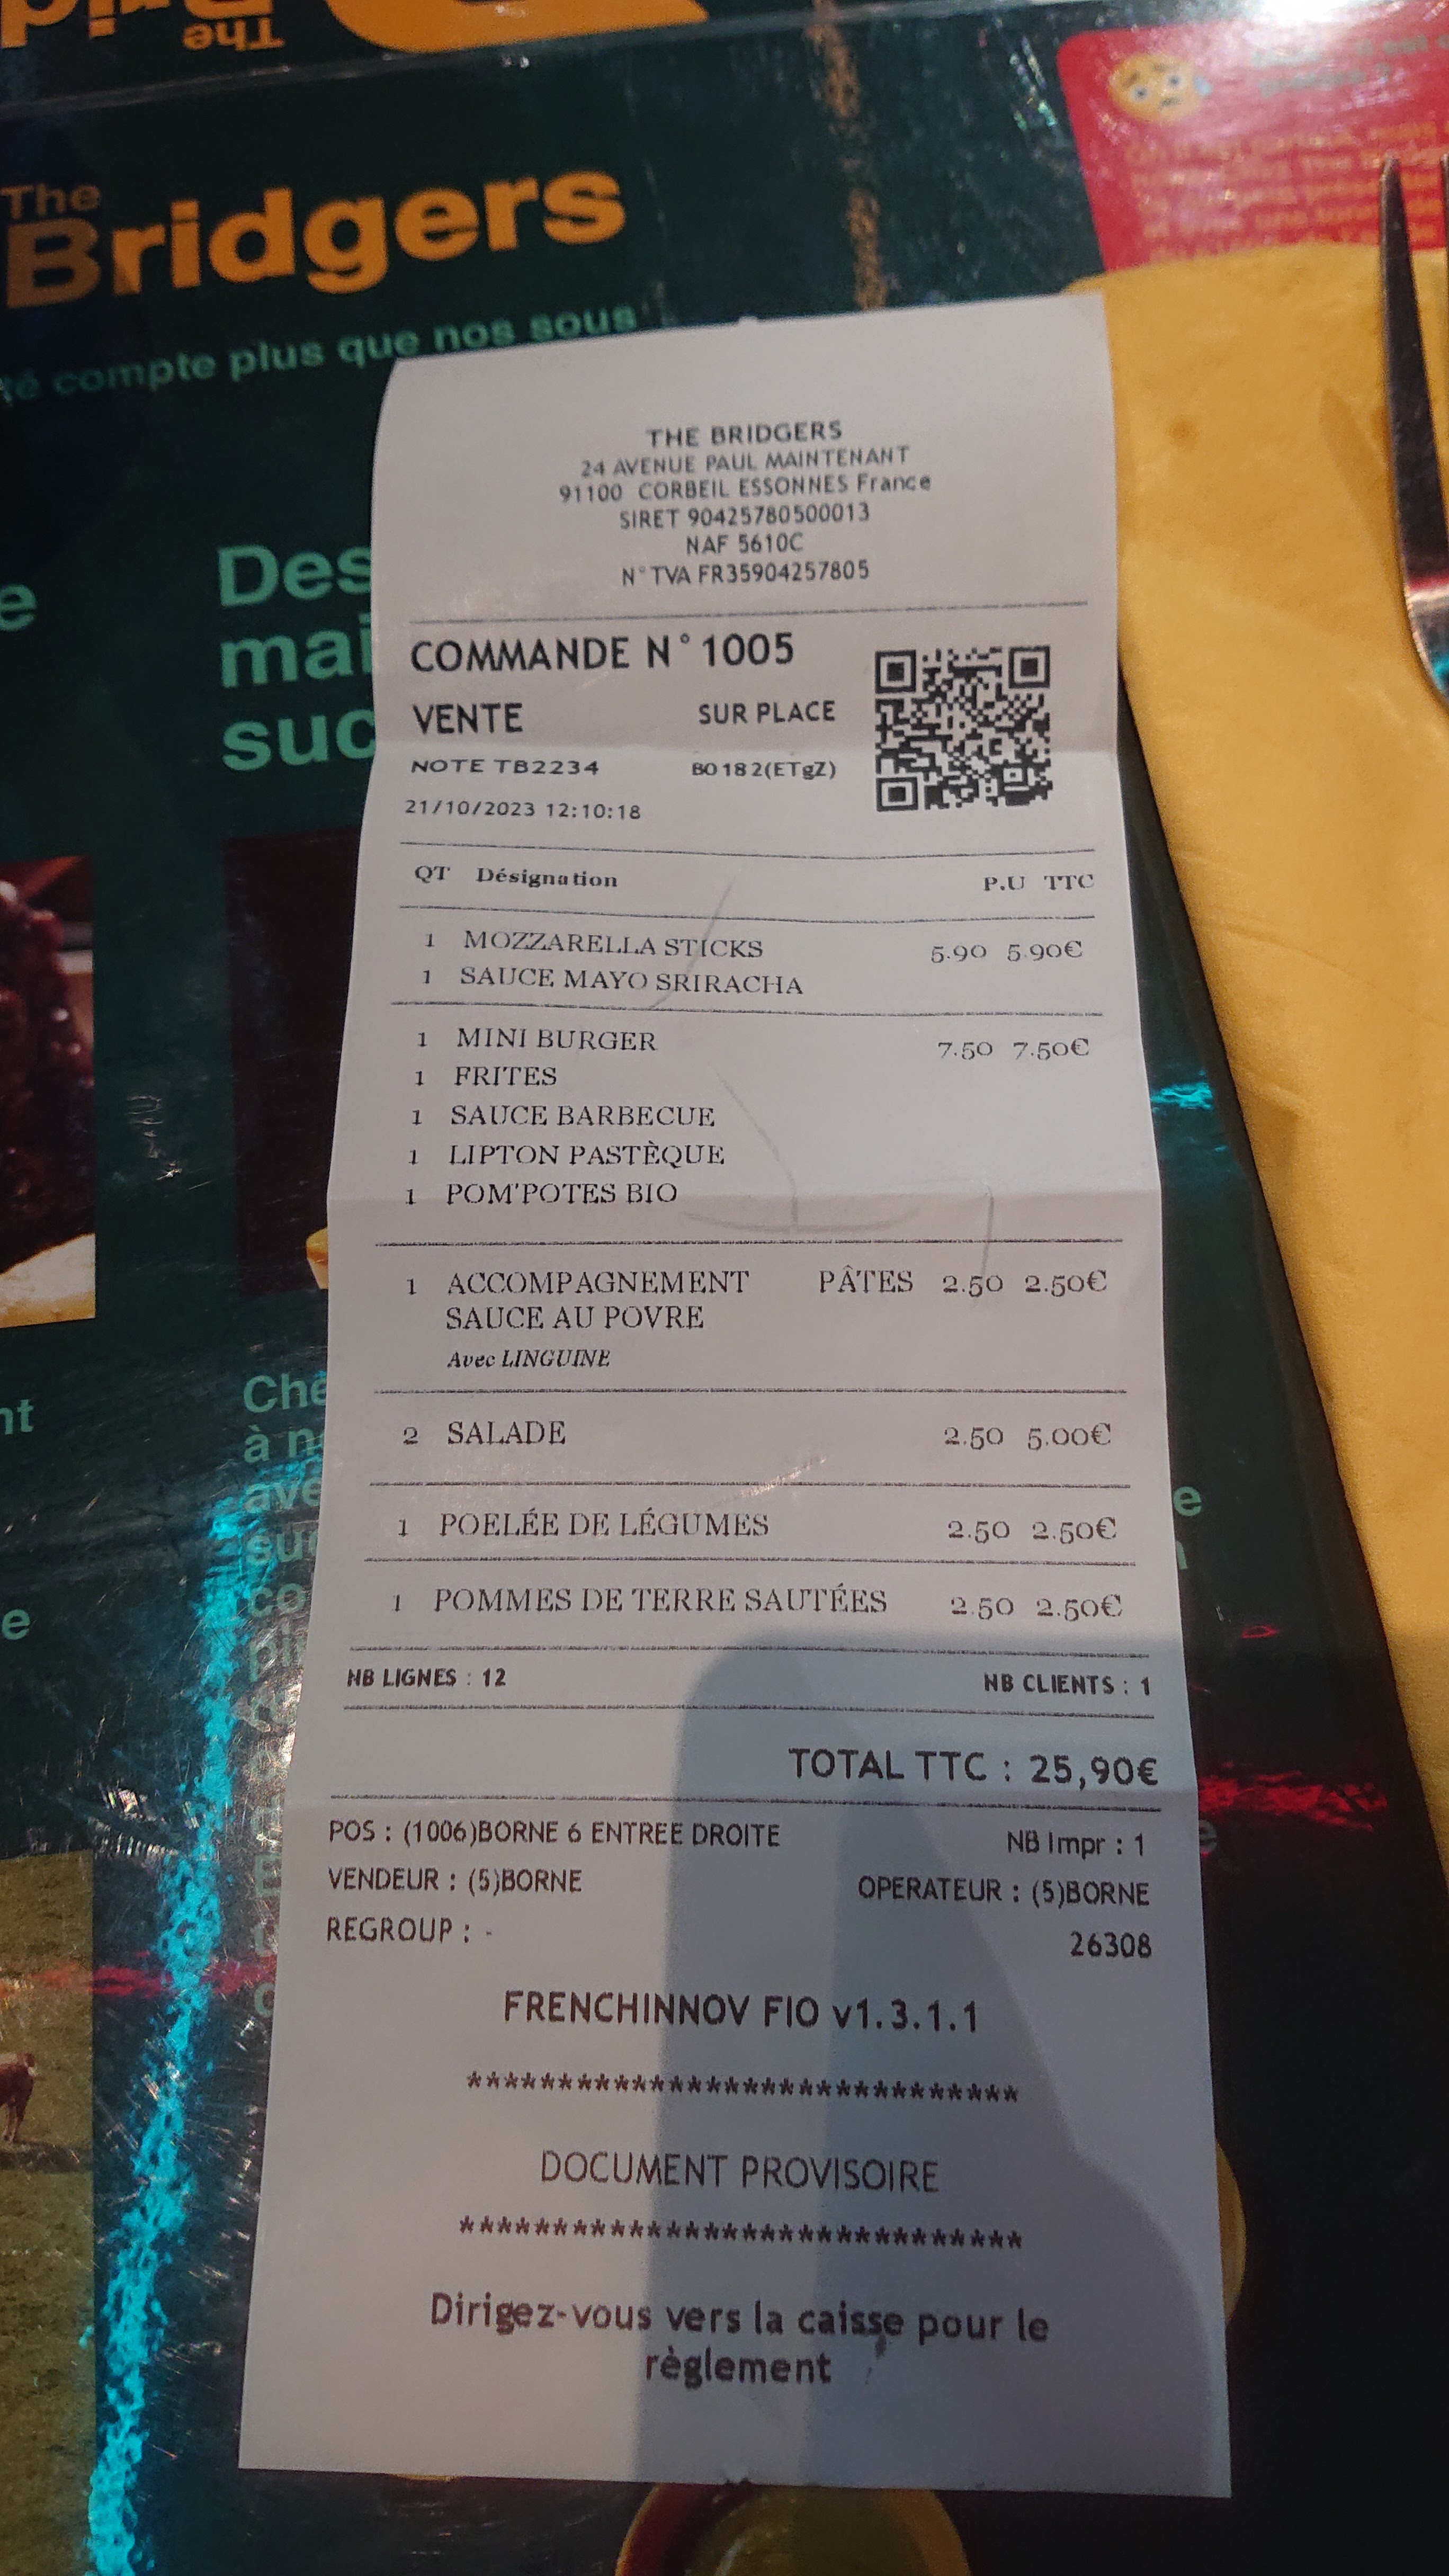 The
The
Bridgers
té compte plus que nos sous
Des
mai
suc
THE BRIDGERS
24 AVENUE PAUL MAINTENANT
91100 CORBEIL ESSONNES France
SIRET 90425780500013
NAF 5610C
N°TVA FR35904257805
COMMANDE N°1005
VENTE SUR PLACE
NOTE TB2234 B0182(ETgZ)
21/10/2023 12:10:18
QT Désignation P.U TTC
1 MOZZARELLA STICKS 5.90 5.90€
1 SAUCE MAYO SRIRACHA
1 MINI BURGER 7.50 7.50€
1 FRITES
1 SAUCE BARBECUE
1 LIPTON PASTÈQUE
1 POM'POTES BIO
1 ACCOMPAGNEMENT PÂTES 2.50 2.50€
SAUCE AU POVRE
Avec LINGUINE
2 SALADE 2.50 5.00€
1 POELÉE DE LÉGUMES 2.50 2.50€
1 POMMES DE TERRE SAUTÉES 2.50 2.50€
NB LIGNES : 12 NB CLIENTS : 1
TOTAL TTC : 25,90€
POS : (1006)BORNE 6 ENTREE DROITE NB Impr : 1
VENDEUR : (5)BORNE OPERATEUR : (5)BORNE
REGROUP : - 26308
FRENCHINNOV FIO v1.3.1.1
*******************************
DOCUMENT PROVISOIRE
*******************************
Dirigez-vous vers la caisse pour le
règlement